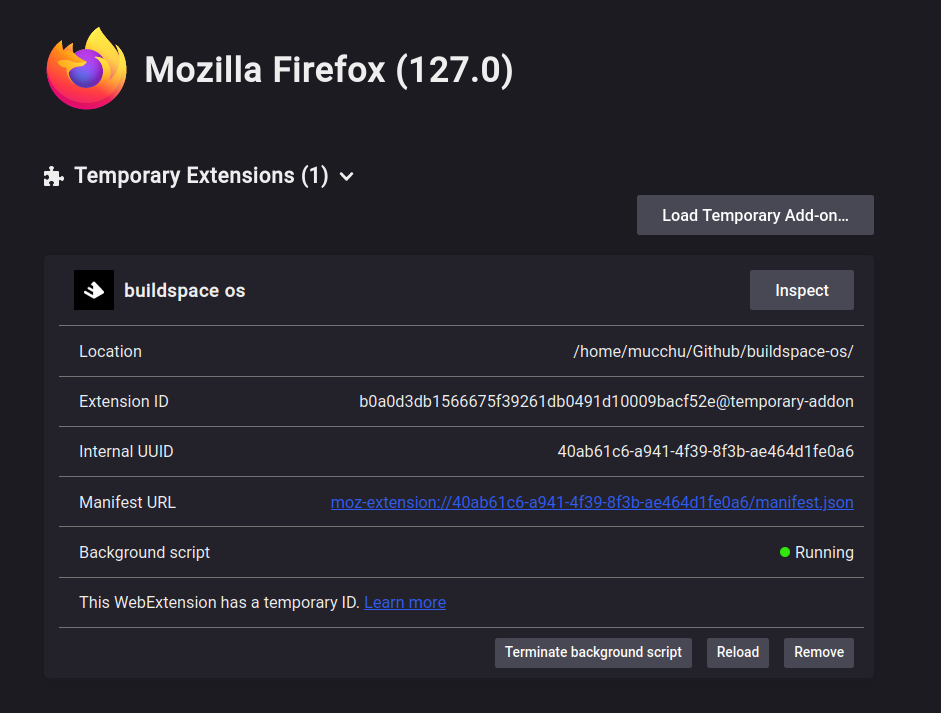 Mozilla Firefox (127.0)
Temporary Extensions (1)
Load Temporary Add-on...
buildspace os
Inspect
Location /home/mucchu/Github/buildspace-os/
Extension ID b0a0d3db1566675f39261db0491d10009bacf52e@temporary-addon
Internal UUID 40ab61c6-a941-4f39-8f3b-ae464d1fe0a6
Manifest URL moz-extension://40ab61c6-a941-4f39-8f3b-ae464d1fe0a6/manifest.json
Background script Running
This WebExtension has a temporary ID. Learn more
Terminate background script Reload Remove